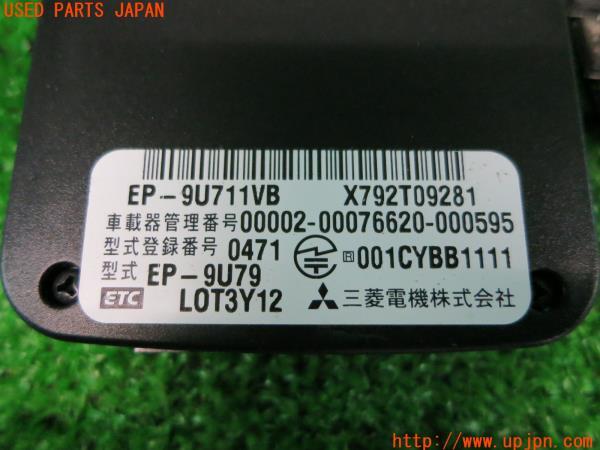 USED PARTS JAPAN
EP-9U711VB X792T09281
車載器管理番号00002-00076620-000595
型式登録番号 0471 R 001CYBB1111
型式 EP-9U79
ETC LOT3Y12 三菱電機株式会社
http://www.upjpn.com/